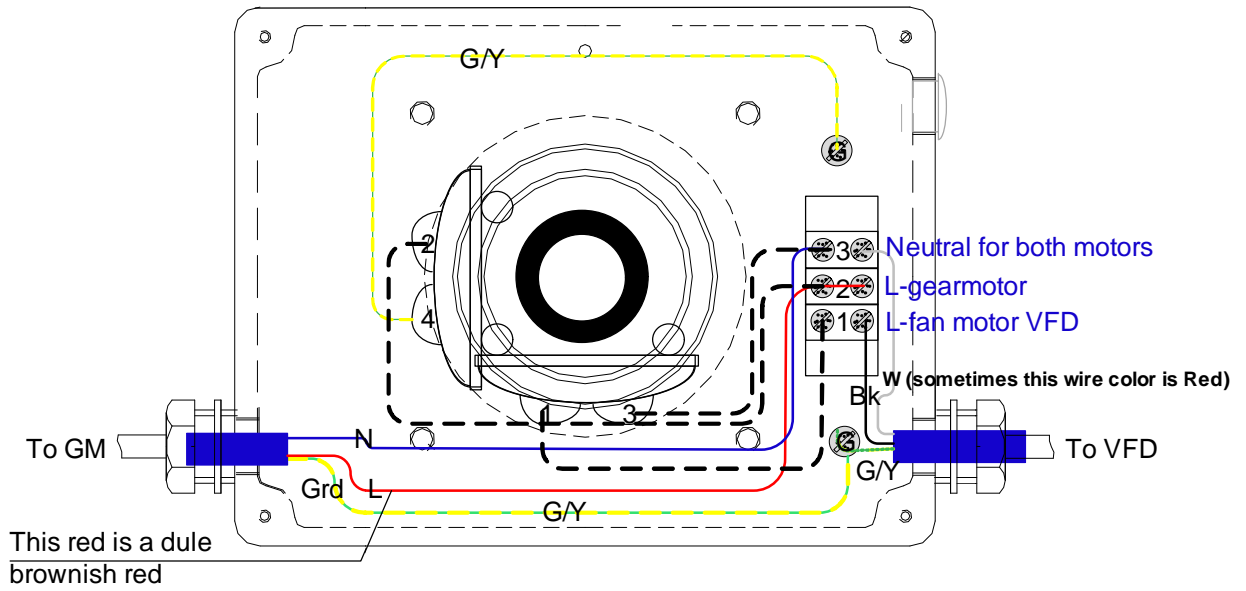 G/Y
G
2
4
3
Neutral for both motors
2
L-gearmotor
1
L-fan motor VFD
W (sometimes this wire color is Red)
Bk
1
3
To GM
N
G
To VFD
G/Y
Grd
L
G/Y
This red is a dule
brownish red